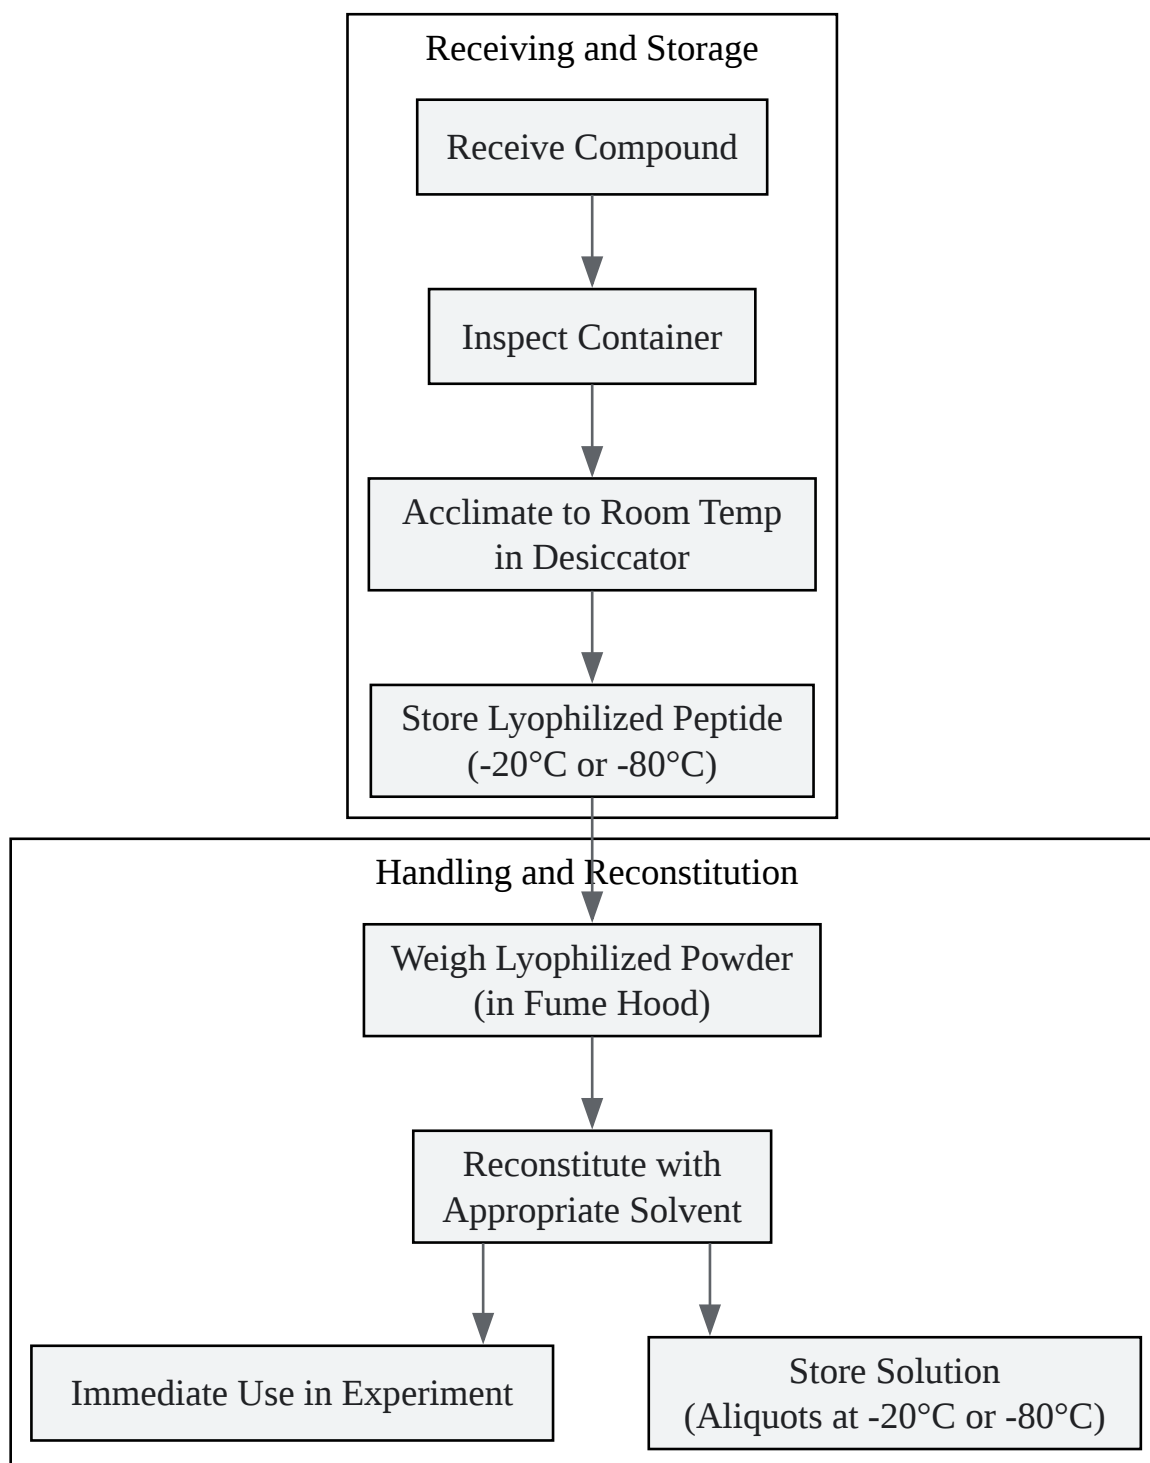 Receiving and Storage
Receive Compound
Inspect Container
Acclimate to Room Temp
in Desiccator
Store Lyophilized Peptide
(-20°C or -80°C)
Handling and Reconstitution
Weigh Lyophilized Powder
(in Fume Hood)
Reconstitute with
Appropriate Solvent
Immediate Use in Experiment
Store Solution
(Aliquots at -20°C or -80°C)